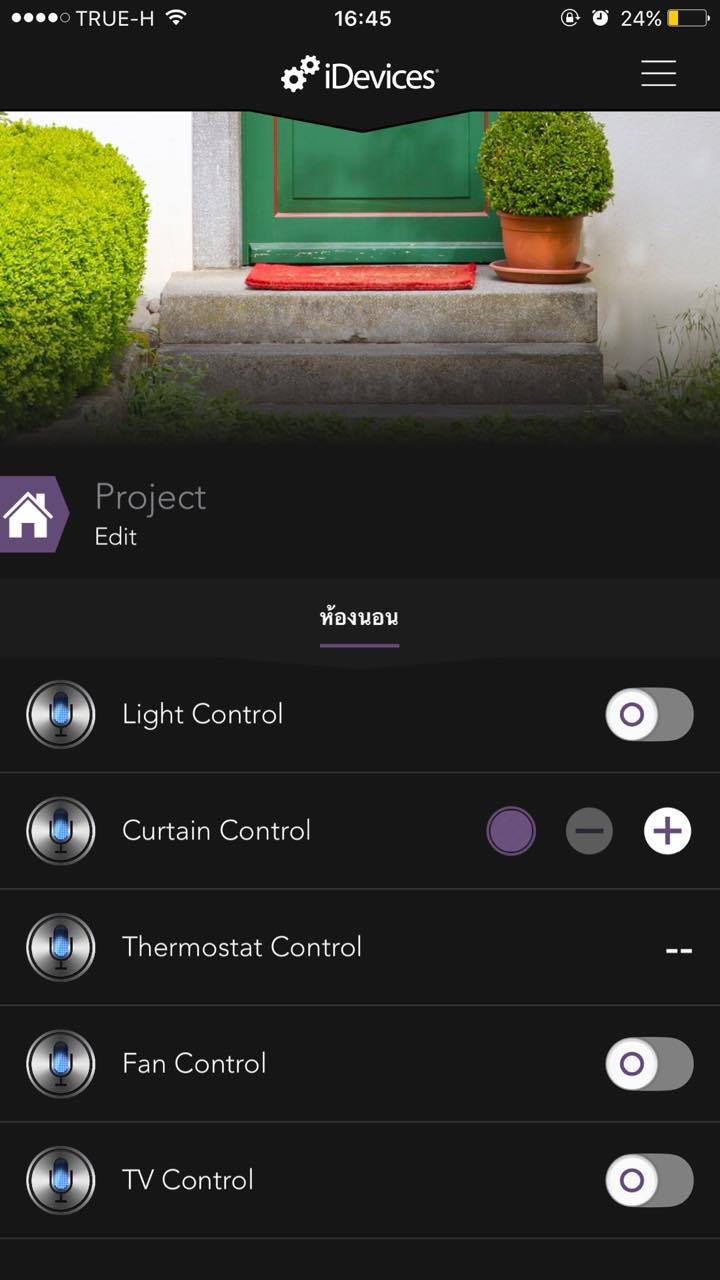 TRUE-H 16:45 24%
iDevices®
Project
Edit
ห้องนอน
Light Control
Curtain Control
Thermostat Control --
Fan Control
TV Control